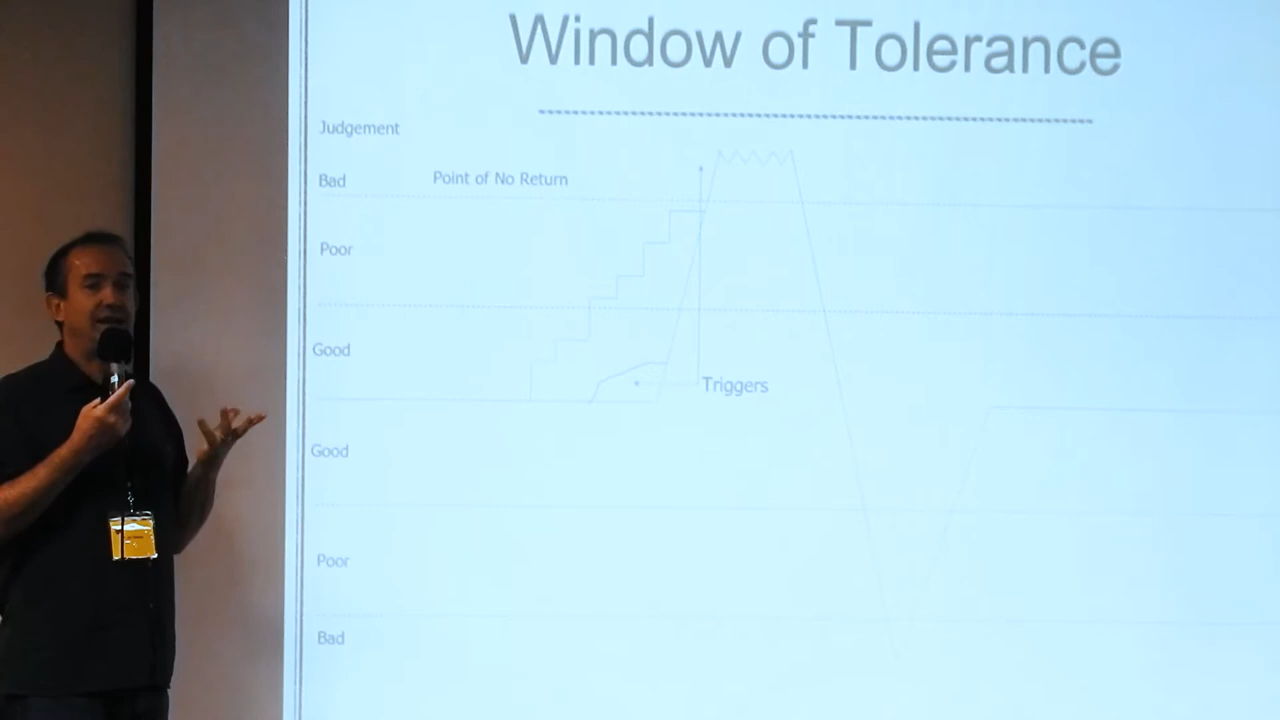 Window of Tolerance
Judgement
Bad
Point of No Return
Poor
Good
Triggers
Good
Poor
Bad